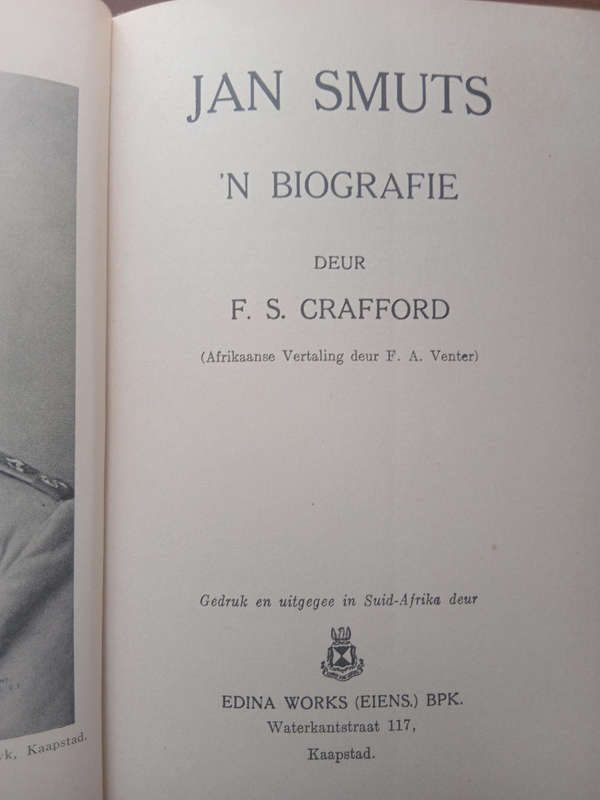 JAN SMUTS
'N BIOGRAFIE
DEUR
F. S. CRAFFORD
(Afrikaanse Vertaling deur F. A. Venter)
Gedruk en uitgegee in Suid-Afrika deur
EDINA WORKS (EIENS.) BPK.
Waterkantstraat 117,
Kaapstad.
Kaapstad.